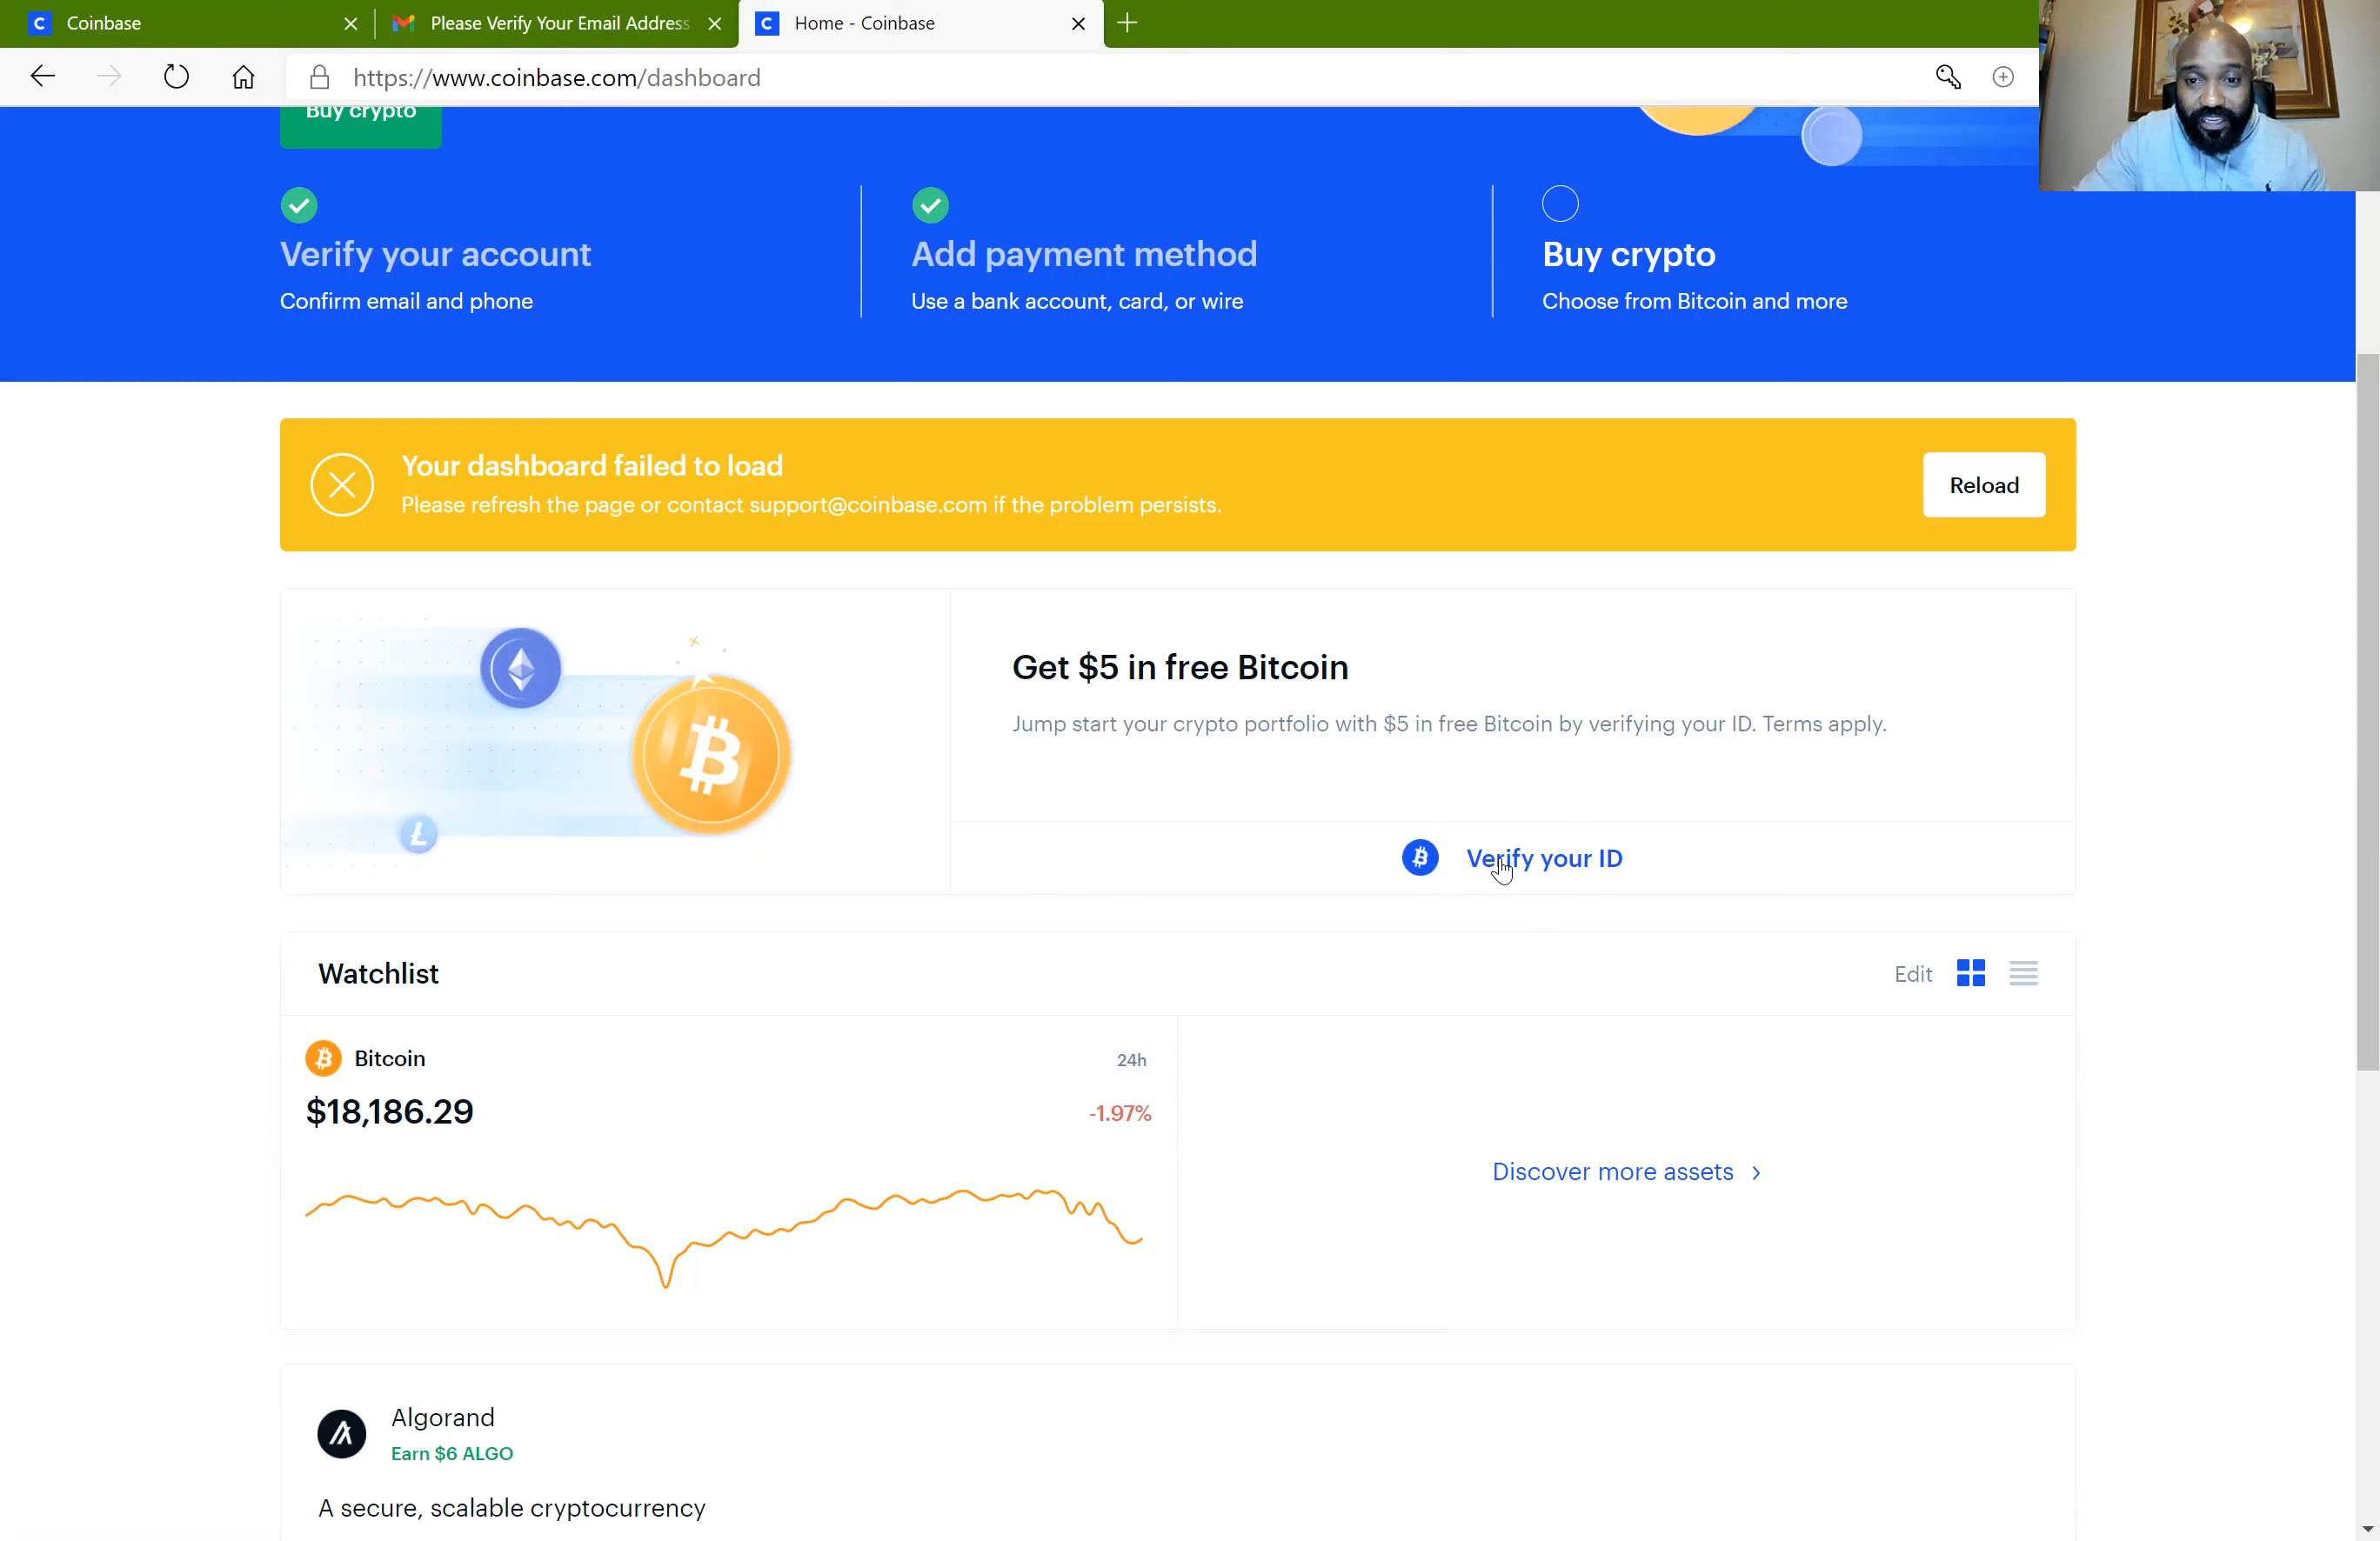 Coinbase
Please Verify Your Email Address
Home - Coinbase
https://www.coinbase.com/dashboard
Buy crypto
Verify your account
Confirm email and phone
Add payment method
Use a bank account, card, or wire
Buy crypto
Choose from Bitcoin and more
Your dashboard failed to load
Please refresh the page or contact support@coinbase.com if the problem persists.
Reload
Get $5 in free Bitcoin
Jump start your crypto portfolio with $5 in free Bitcoin by verifying your ID. Terms apply.
Verify your ID
Watchlist
Edit
Bitcoin
24h
$18,186.29
-1.97%
Discover more assets
Algorand
Earn $6 ALGO
A secure, scalable cryptocurrency